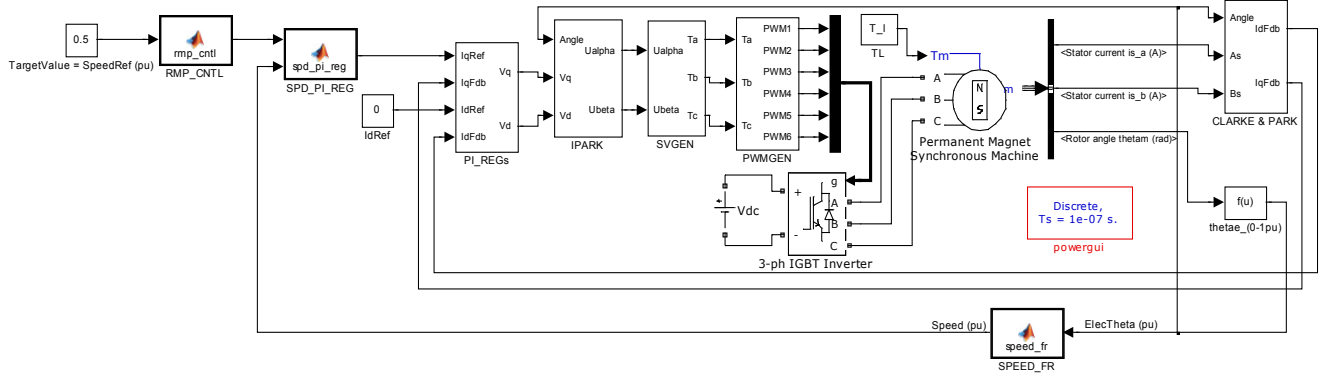 0.5
TargetValue = SpeedRef (pu)
rmp_cntl
RMP_CNTL
spd_pi_reg
SPD_PI_REG
0
IdRef
IqRef
IqFdb
IdRef
IdFdb
Vq
Vd
PI_REGs
Angle
Vq
Vd
Ualpha
Ubeta
IPARK
Ualpha
Ubeta
Ta
Tb
Tc
SVGEN
Ta
Tb
Tc
PWM1
PWM2
PWM3
PWM4
PWM5
PWM6
PWMGEN
T_l
TL
Tm
A
B
C
N
S
m
Permanent Magnet
Synchronous Machine
<Stator current is_a (A)>
<Stator current is_b (A)>
<Rotor angle thetam (rad)>
Angle
As
Bs
IdFdb
IqFdb
CLARKE & PARK
Vdc
+
-
g
A
B
C
3-ph IGBT Inverter
Discrete,
Ts = 1e-07 s.
powergui
f(u)
thetae_(0-1pu)
Speed (pu)
ElecTheta (pu)
speed_fr
SPEED_FR